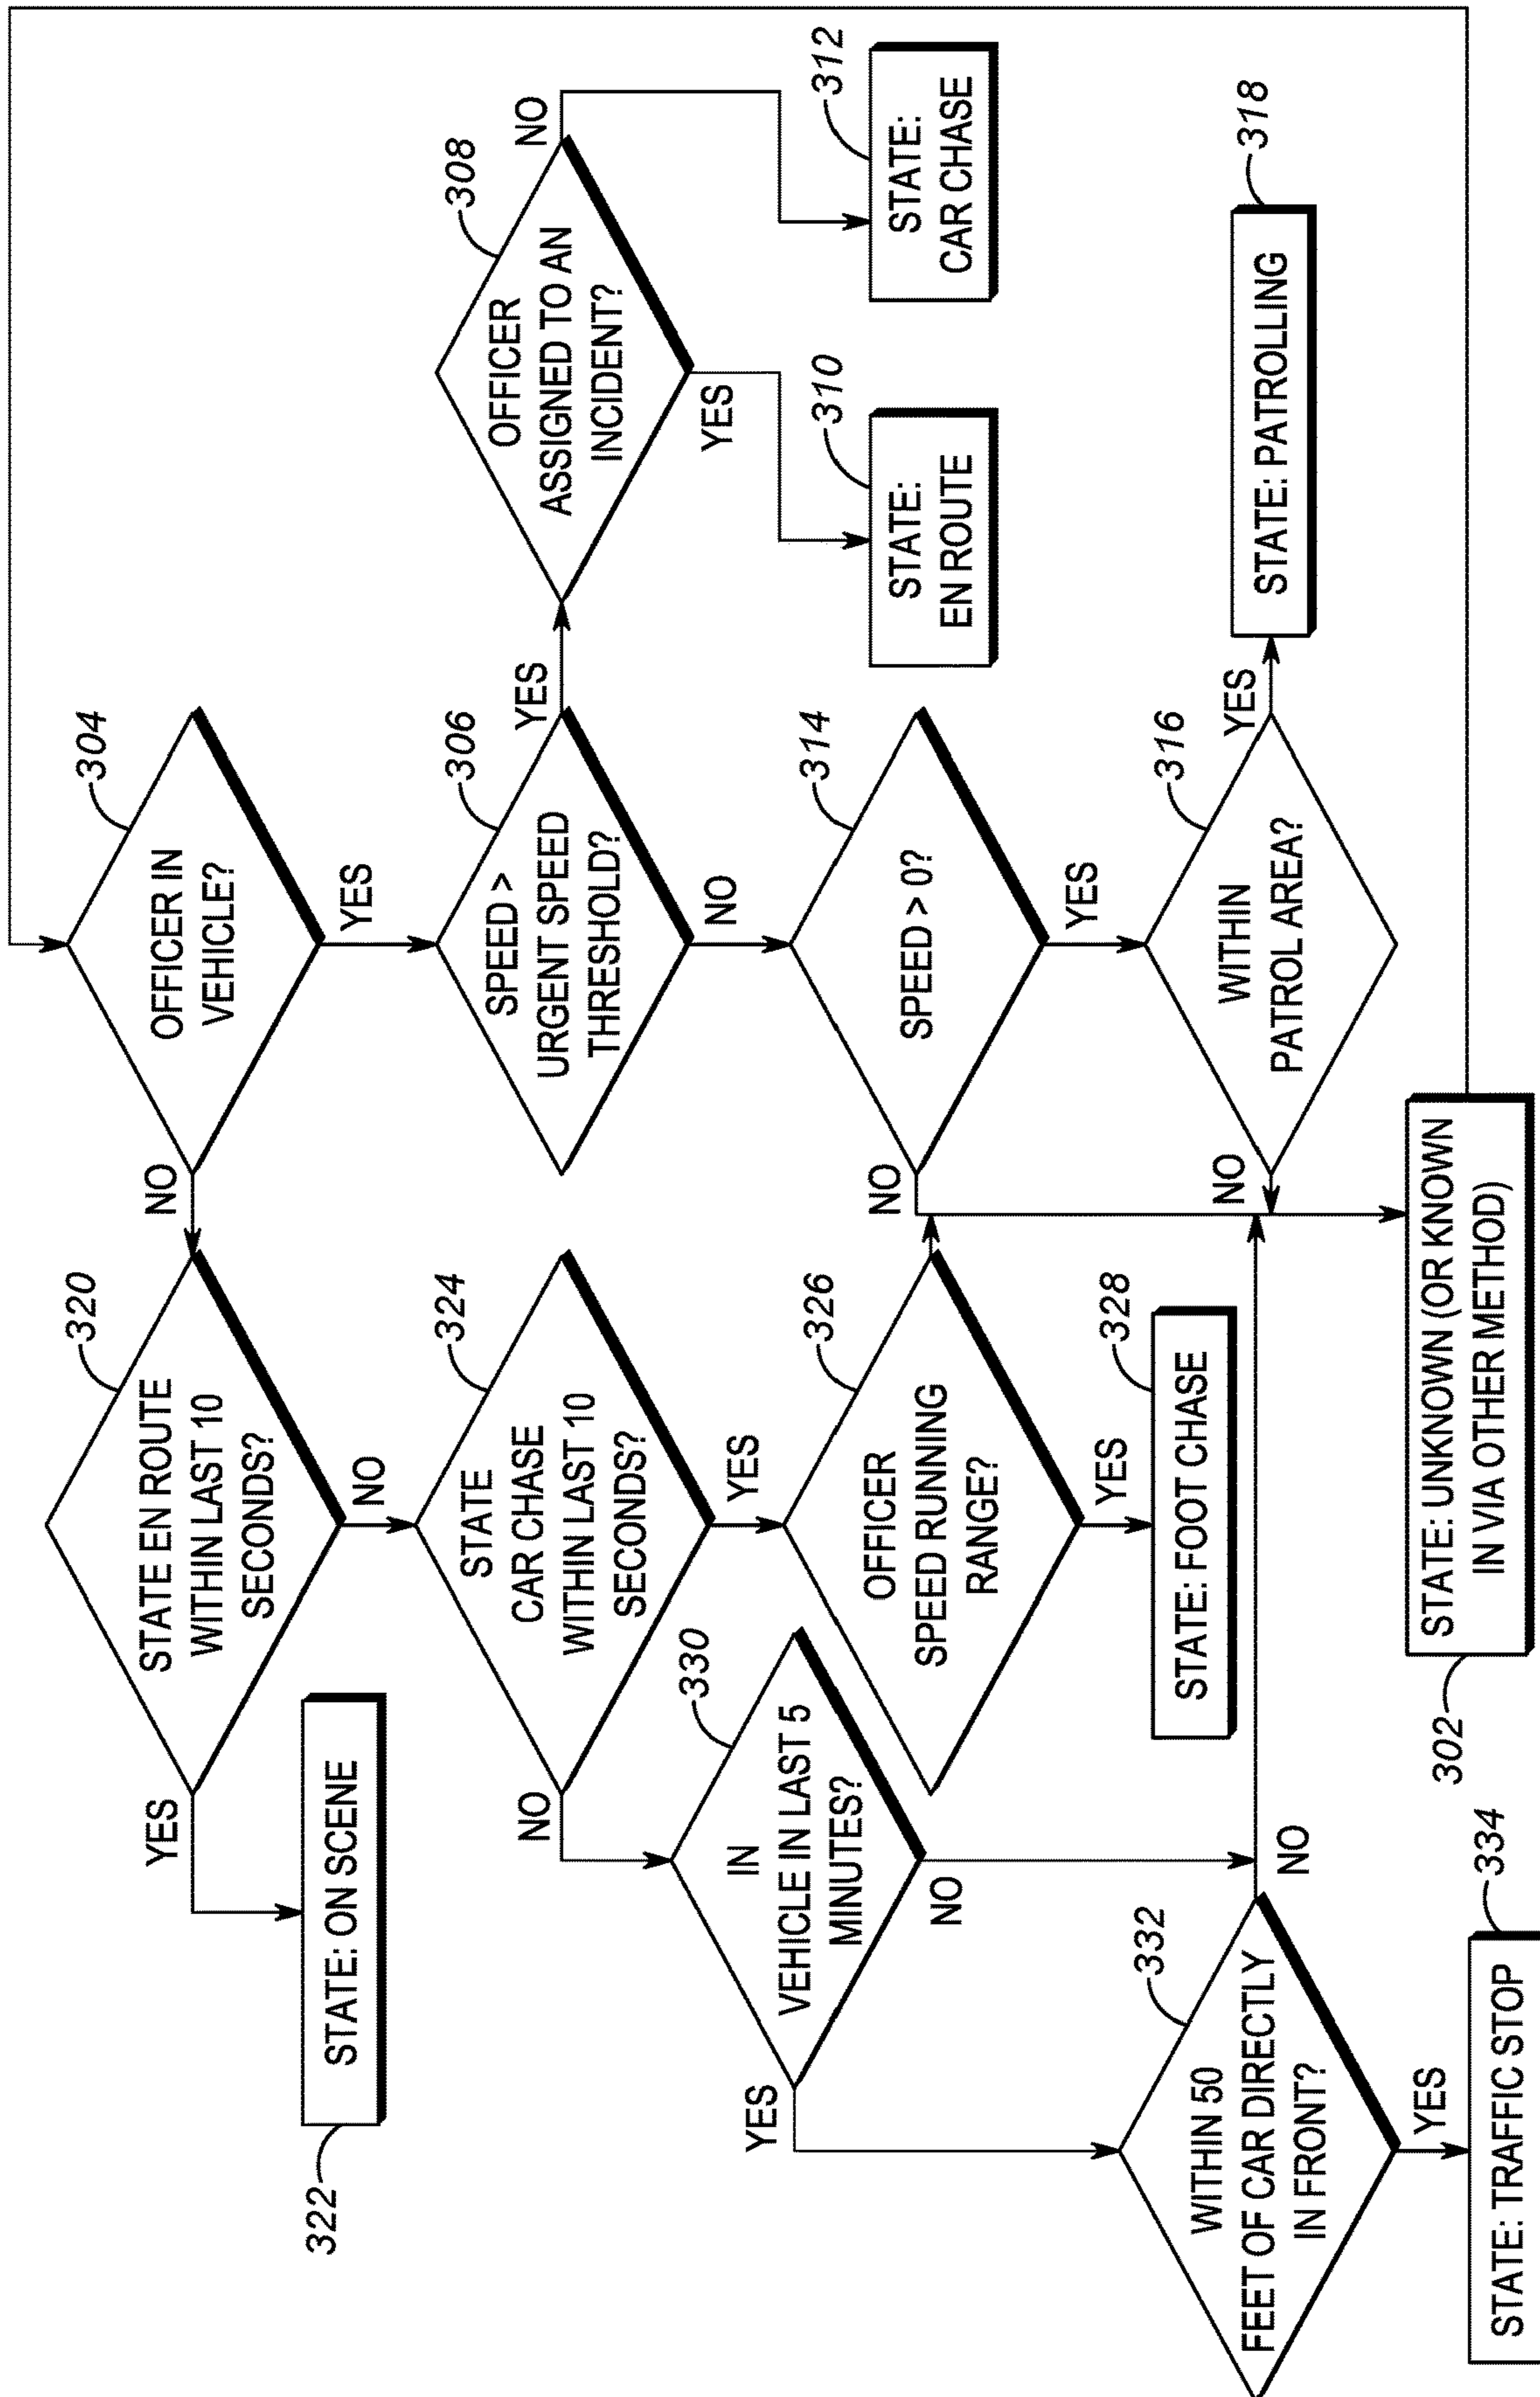 304
OFFICER IN
VEHICLE?
NO
YES
320
STATE EN ROUTE
WITHIN LAST 10
SECONDS?
YES
NO
STATE: ON SCENE
322
306
SPEED >
URGENT SPEED
THRESHOLD?
YES
NO
308
OFFICER
ASSIGNED TO AN
INCIDENT?
NO
YES
310
STATE:
EN ROUTE
312
STATE:
CAR CHASE
324
STATE
CAR CHASE
WITHIN LAST 10
SECONDS?
NO
YES
314
SPEED > 0?
NO
YES
316
WITHIN
PATROL AREA?
NO
YES
318
STATE: PATROLLING
326
OFFICER
SPEED RUNNING
RANGE?
YES
328
STATE: FOOT CHASE
330
IN
VEHICLE IN LAST 5
MINUTES?
YES
NO
332
WITHIN 50
FEET OF CAR DIRECTLY
IN FRONT?
NO
YES
334
STATE: TRAFFIC STOP
302
STATE: UNKNOWN (OR KNOWN
IN VIA OTHER METHOD)